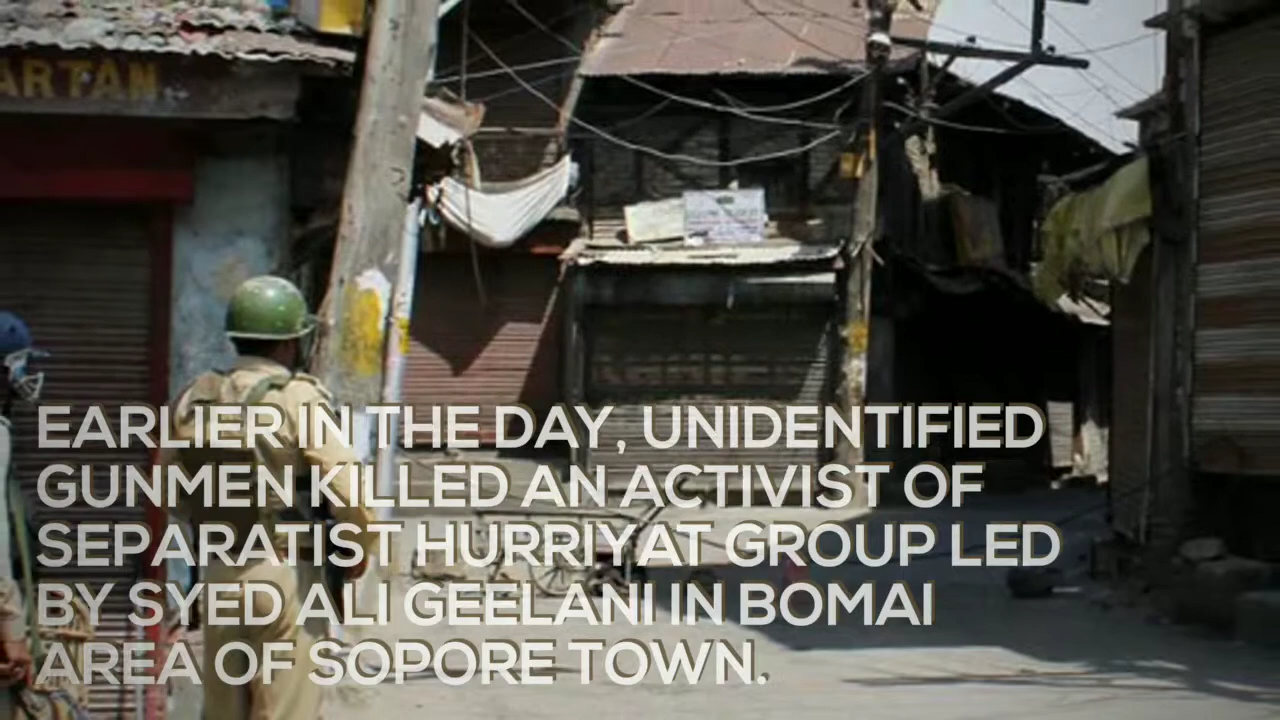 ARTAN
EARLIER IN THE DAY, UNIDENTIFIED
GUNMEN KILLED AN ACTIVIST OF
SEPARATIST HURRIYAT GROUP LED
BY SYED ALI GEELANI IN BOMAI
AREA OF SOPORE TOWN.